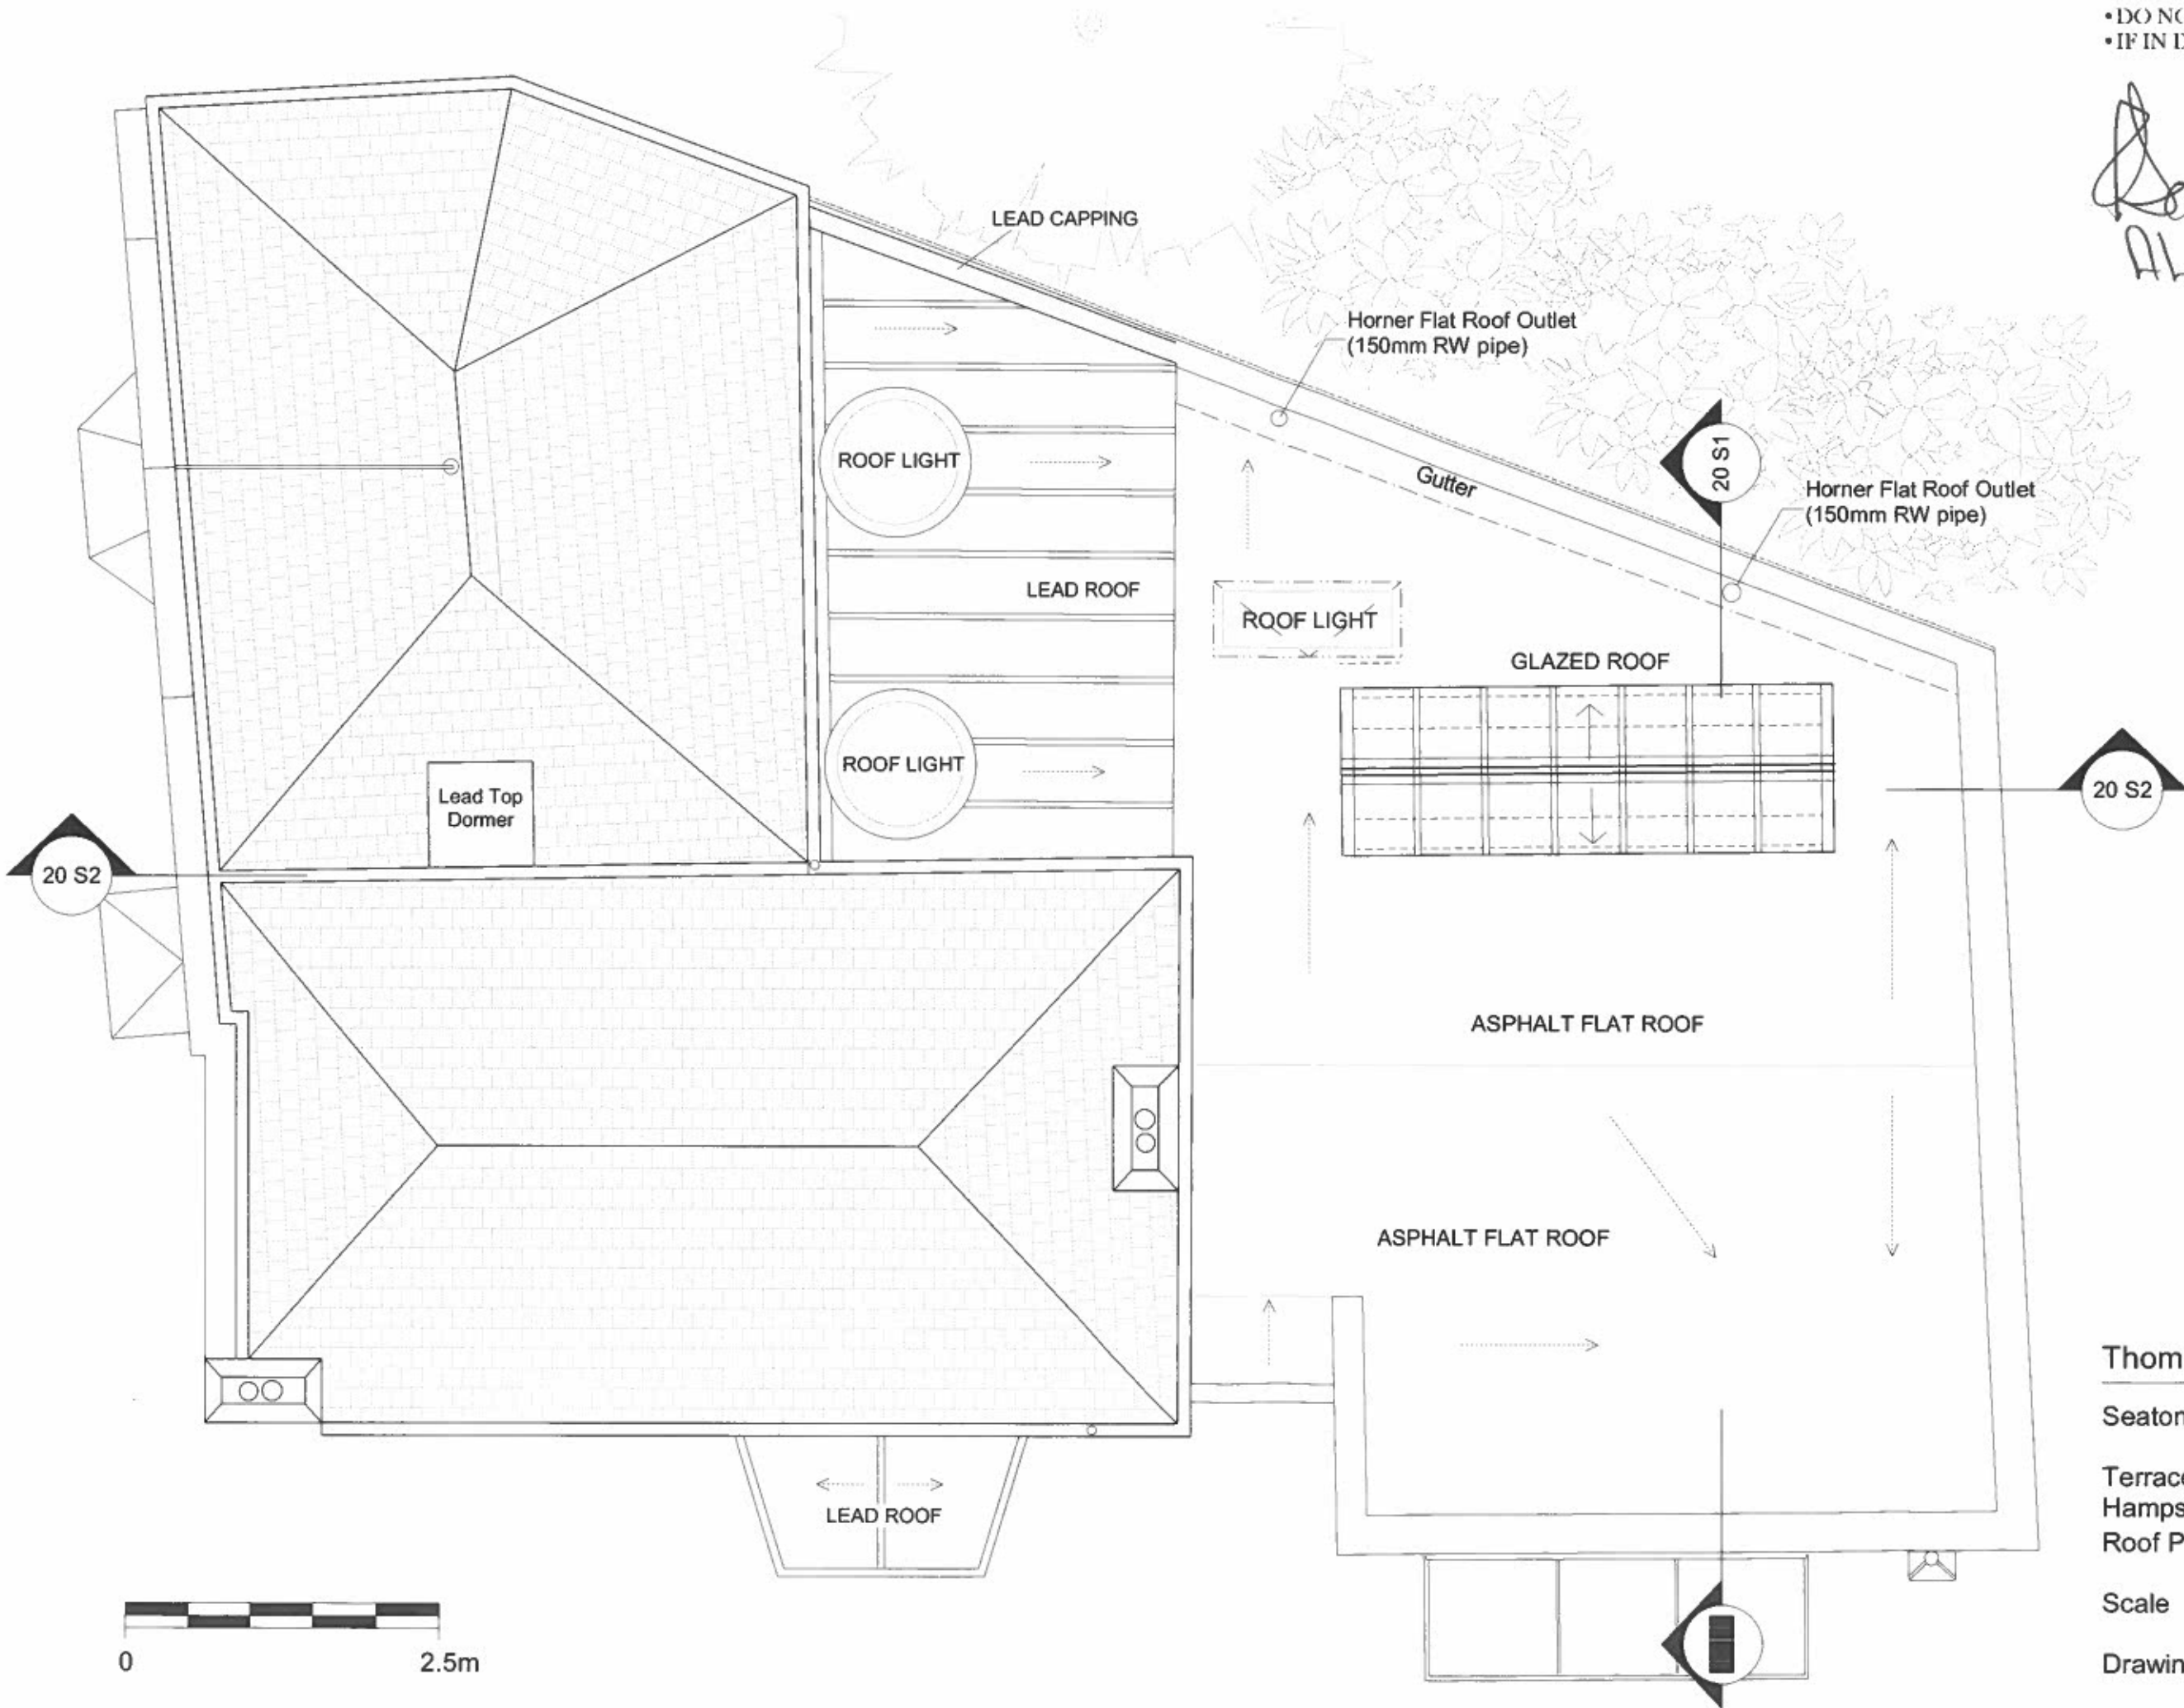 •DO NO
•IF IN D
LEAD CAPPING
Horner Flat Roof Outlet
(150mm RW pipe)
20 S1
Gutter
Horner Flat Roof Outlet
(150mm RW pipe)
ROOF LIGHT
LEAD ROOF
ROOF LIGHT
GLAZED ROOF
ROOF LIGHT
Lead Top
Dormer
20 S2
20 S2
ASPHALT FLAT ROOF
ASPHALT FLAT ROOF
LEAD ROOF
0
2.5m
Thom
Seaton
Terrace
Hamps
Roof P
Scale
Drawin